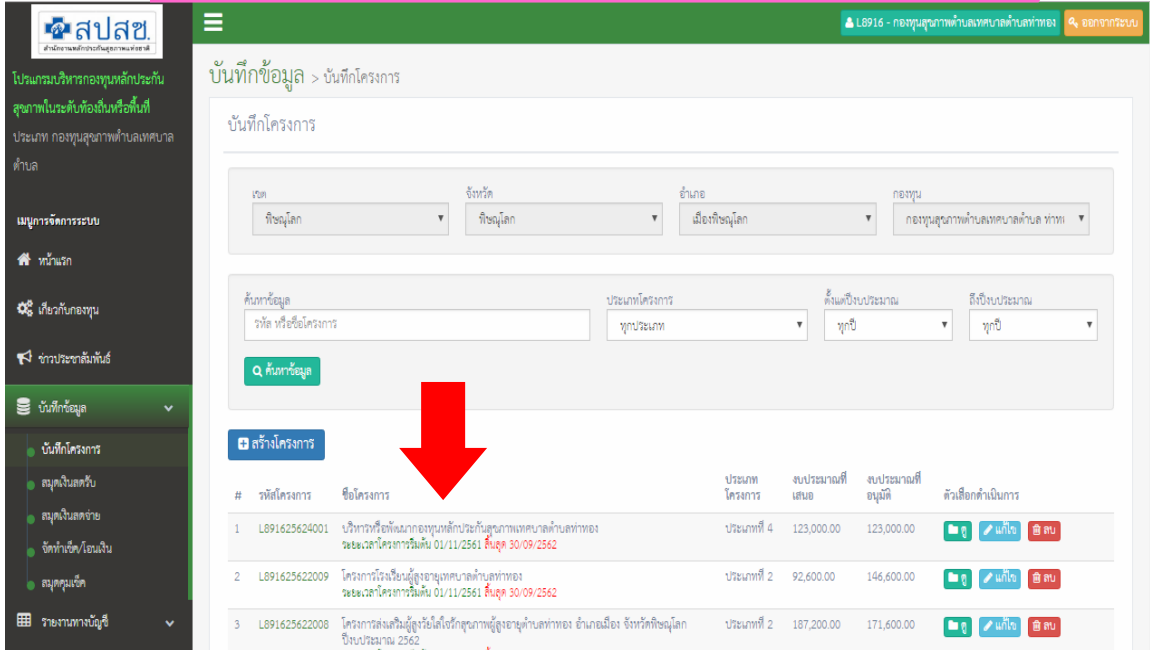 สปสช.
สำนักงานหลักประกันสุขภาพแห่งชาติ
โปรแกรมบริหารกองทุนหลักประกัน
สุขภาพในระดับท้องถิ่นหรือพื้นที่
ประเภท กองทุนสุขภาพตำบลเทศบาล
ตำบล
เมนูการจัดการระบบ
หน้าแรก
เกี่ยวกับกองทุน
ข่าวประชาสัมพันธ์
บันทึกข้อมูล
บันทึกโครงการ
สมุดเงินสดรับ
สมุดเงินสดจ่าย
จัดทำเช็ค/โอนเงิน
สมุดคุมเช็ค
รายงานทางบัญชี
L8916 - กองทุนสุขภาพตำบลเทศบาลตำบลท่าทอง ออกจากระบบ
บันทึกข้อมูล > บันทึกโครงการ
บันทึกโครงการ
เขต จังหวัด อำเภอ กองทุน
พิษณุโลก พิษณุโลก เมืองพิษณุโลก กองทุนสุขภาพตำบลเทศบาลตำบล ท่าท
ค้นหาข้อมูล ประเภทโครงการ ตั้งแต่ปีงบประมาณ ถึงปีงบประมาณ
รหัส หรือชื่อโครงการ ทุกประเภท ทุกปี ทุกปี
ค้นหาข้อมูล
สร้างโครงการ
# รหัสโครงการ ชื่อโครงการ ประเภทโครงการ งบประมาณที่เสนอ งบประมาณที่อนุมัติ ตัวเลือกดำเนินการ
1 L891625624001 บริหารหรือพัฒนากองทุนหลักประกันสุขภาพเทศบาลตำบลท่าทอง ประเภทที่ 4 123,000.00 123,000.00 ดู แก้ไข ลบ
ระยะเวลาโครงการเริ่มต้น 01/11/2561 สิ้นสุด 30/09/2562
2 L891625622009 โครงการโรงเรียนผู้สูงอายุเทศบาลตำบลท่าทอง ประเภทที่ 2 92,600.00 146,600.00 ดู แก้ไข ลบ
ระยะเวลาโครงการเริ่มต้น 01/11/2561 สิ้นสุด 30/09/2562
3 L891625622008 โครงการส่งเสริมผู้สูงวัยใส่ใจรักสุขภาพผู้สูงอายุตำบลท่าทอง อำเภอเมือง จังหวัดพิษณุโลก ประเภทที่ 2 187,200.00 171,600.00 ดู แก้ไข ลบ
ปีงบประมาณ 2562